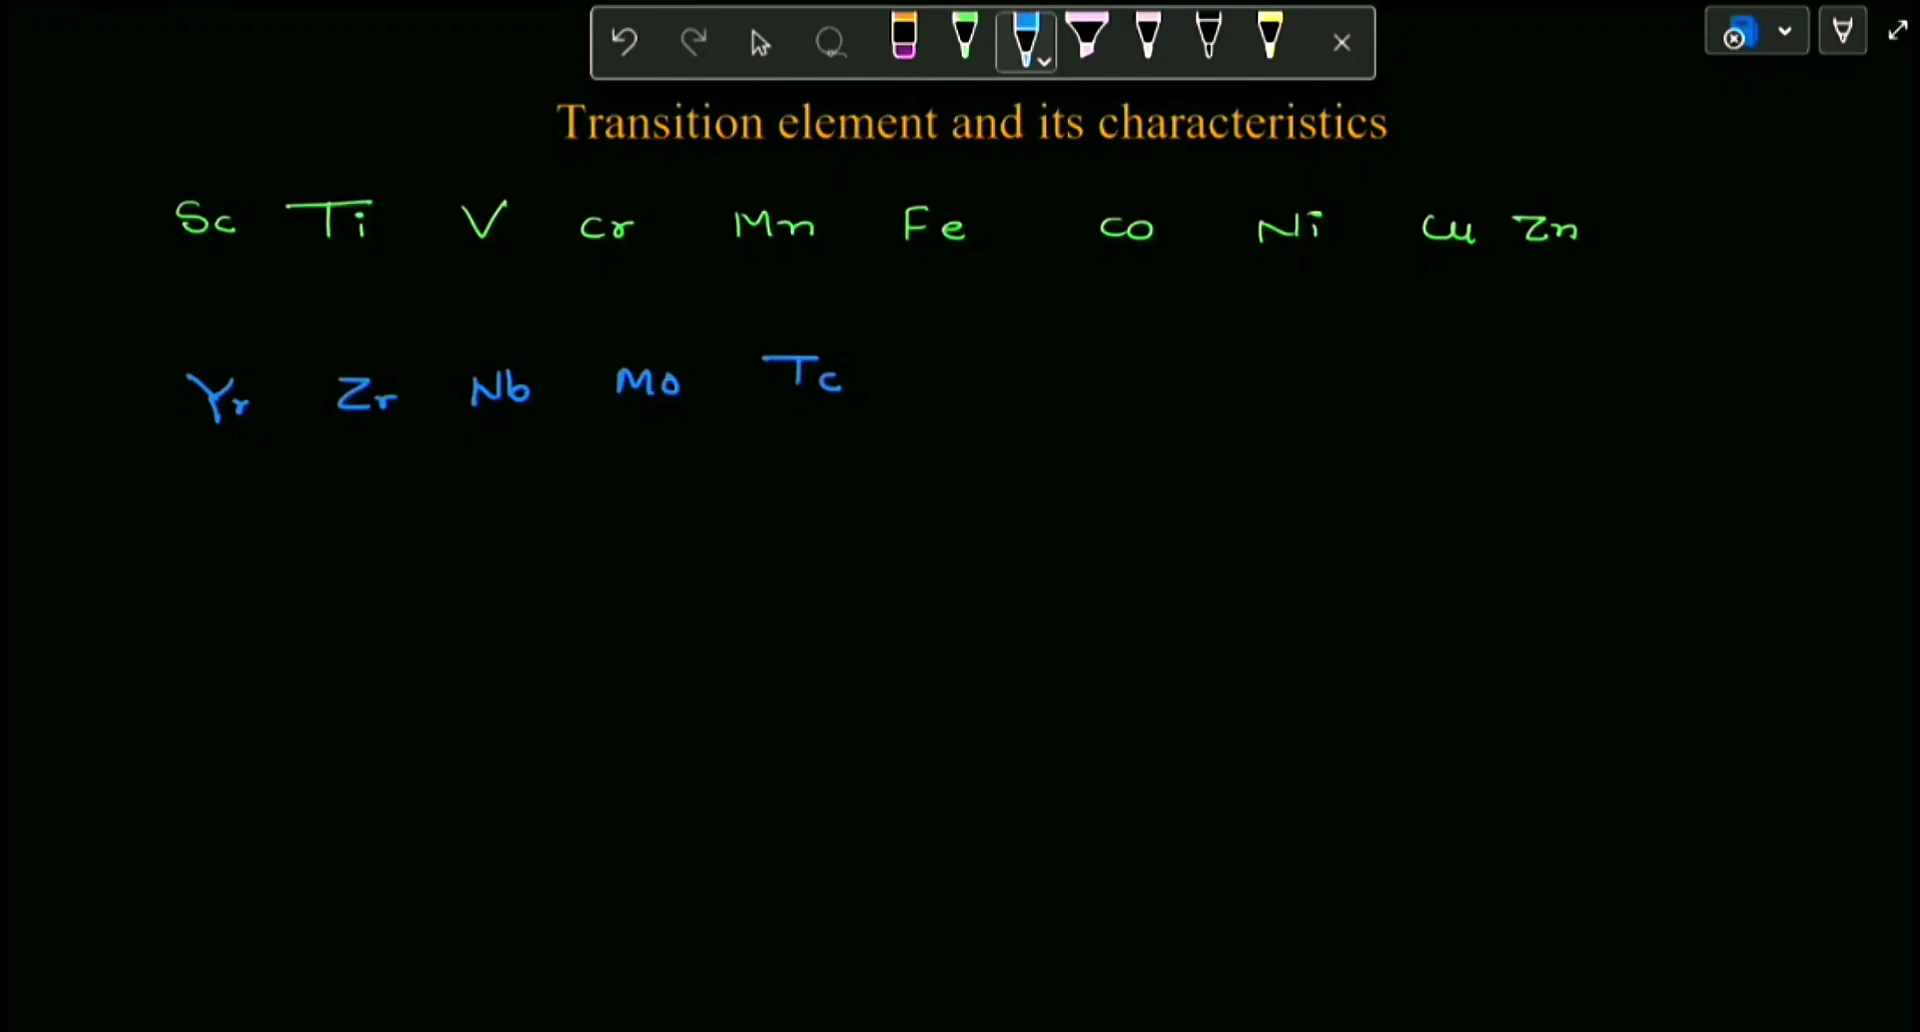 Transition element and its characteristics
Sc Ti V Cr Mn Fe Co Ni Cu Zn
Yr Zr Nb Mo Tc